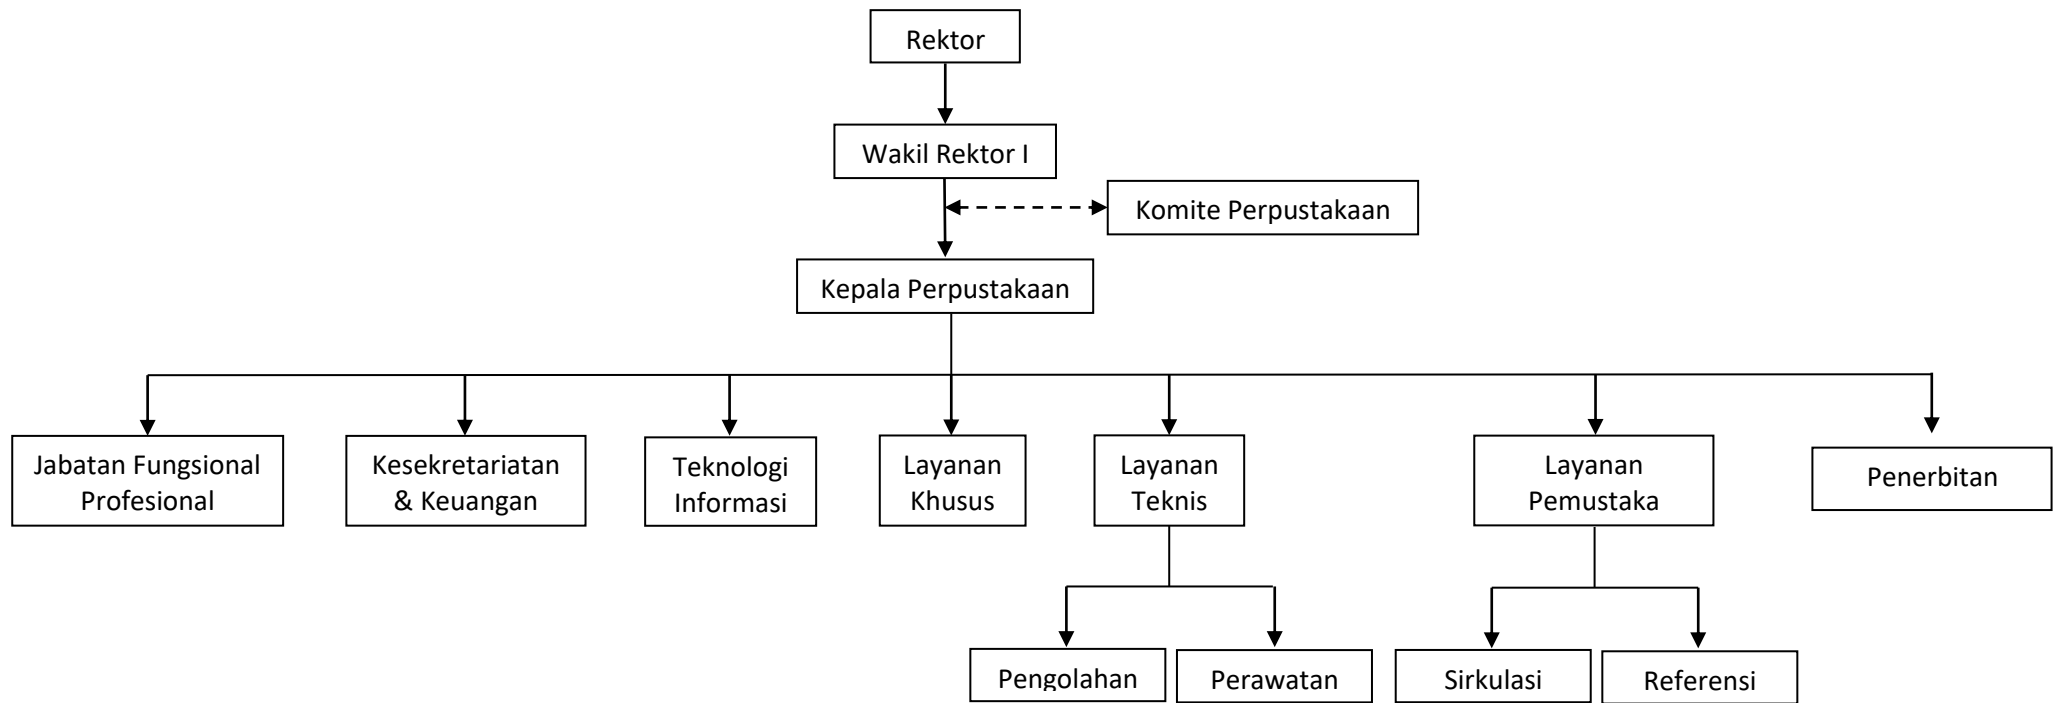 Rektor
Wakil Rektor I
Komite Perpustakaan
Kepala Perpustakaan
Jabatan Fungsional
Profesional
Kesekretariatan
& Keuangan
Teknologi
Informasi
Layanan
Khusus
Layanan
Teknis
Layanan
Pemustaka
Penerbitan
Pengolahan
Perawatan
Sirkulasi
Referensi